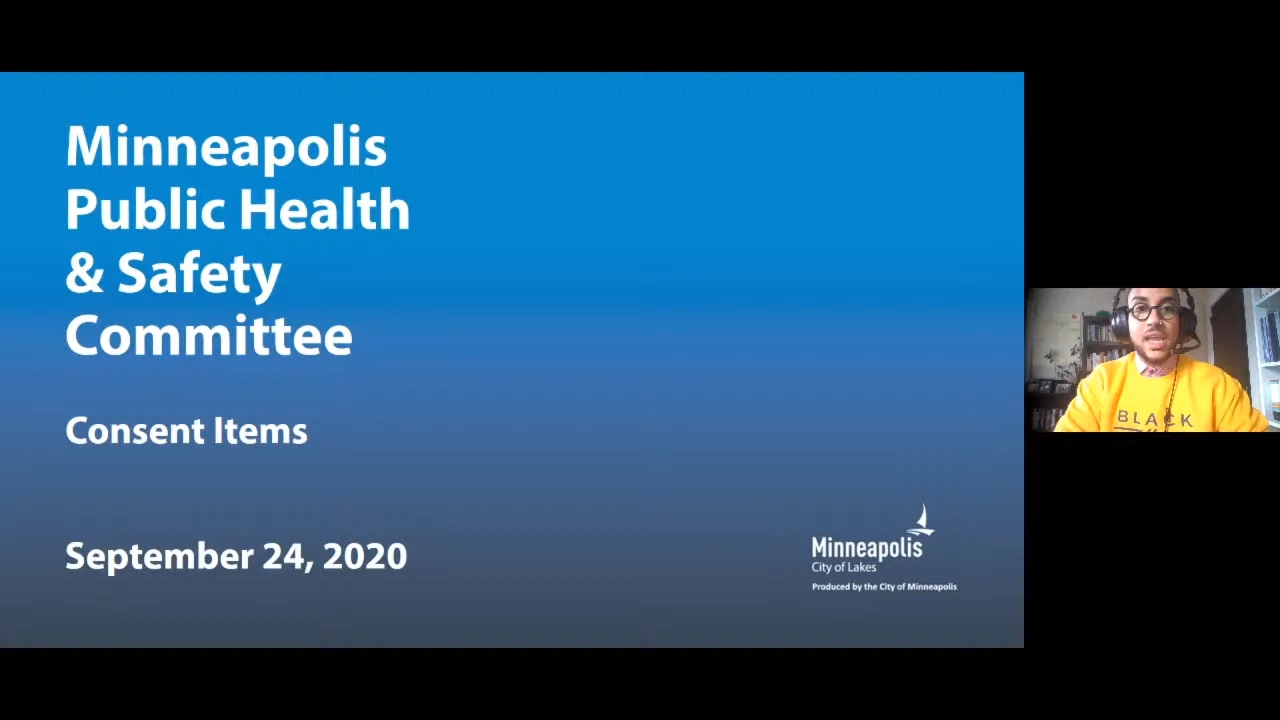 Minneapolis
Public Health
& Safety
Committee
Consent Items
September 24, 2020
Minneapolis
City of Lakes
Produced by the City of Minneapolis
BLACK